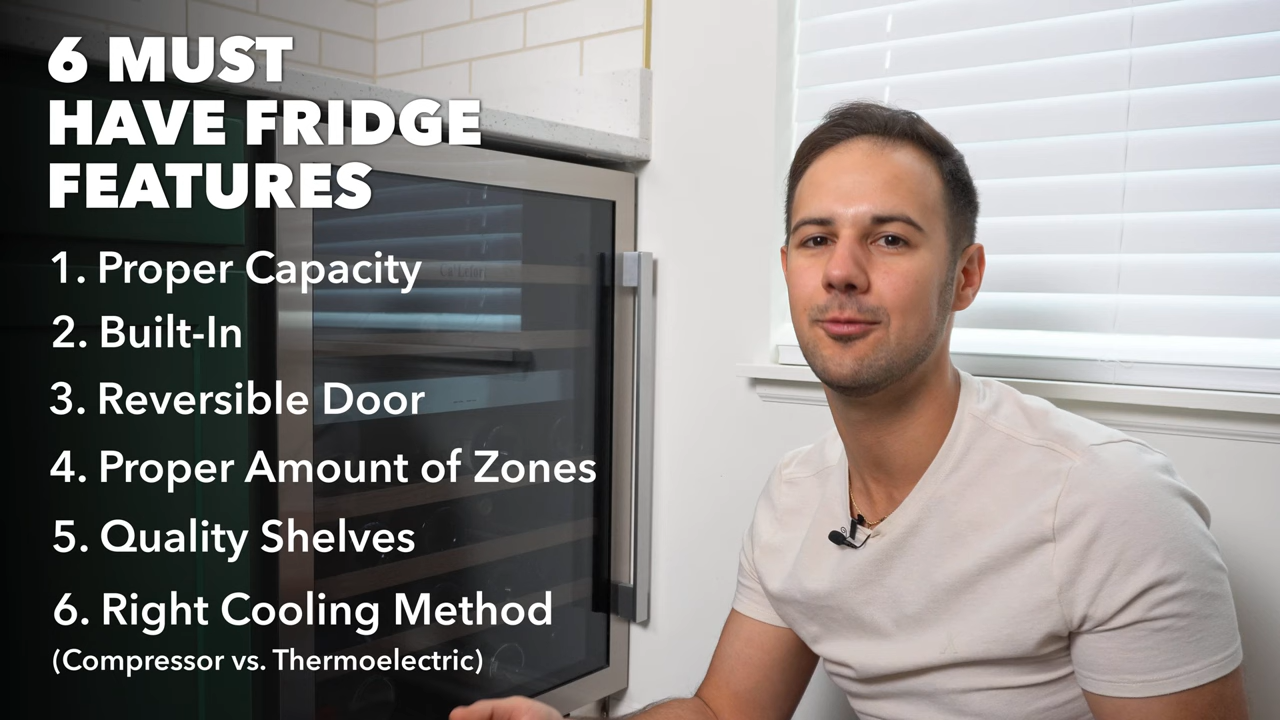 6 MUST
HAVE FRIDGE
FEATURES
1. Proper Capacity
2. Built-In
3. Reversible Door
4. Proper Amount of Zones
5. Quality Shelves
6. Right Cooling Method
(Compressor vs. Thermoelectric)